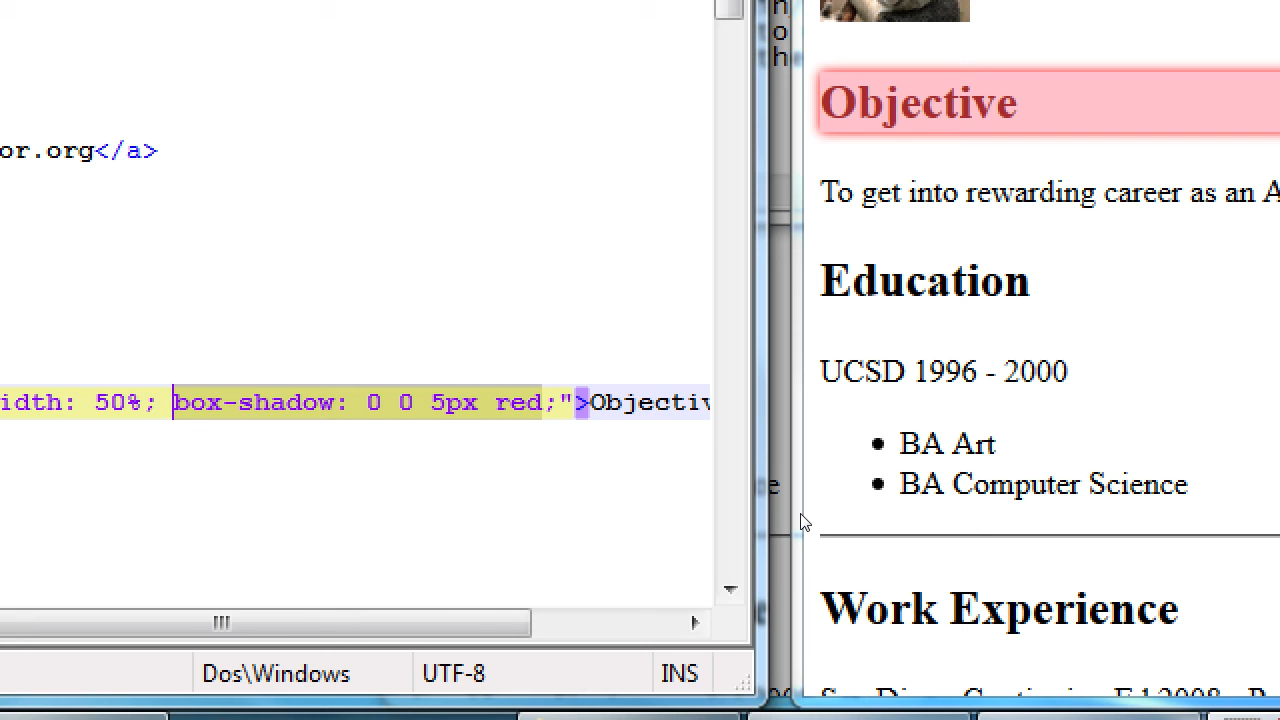 or.org</a>
idth: 50%; box-shadow: 0 0 5px red;">Objectiv
Dos\Windows UTF-8 INS
h
o
h
e
Objective
To get into rewarding career as an A
Education
UCSD 1996 - 2000
BA Art
BA Computer Science
Work Experience